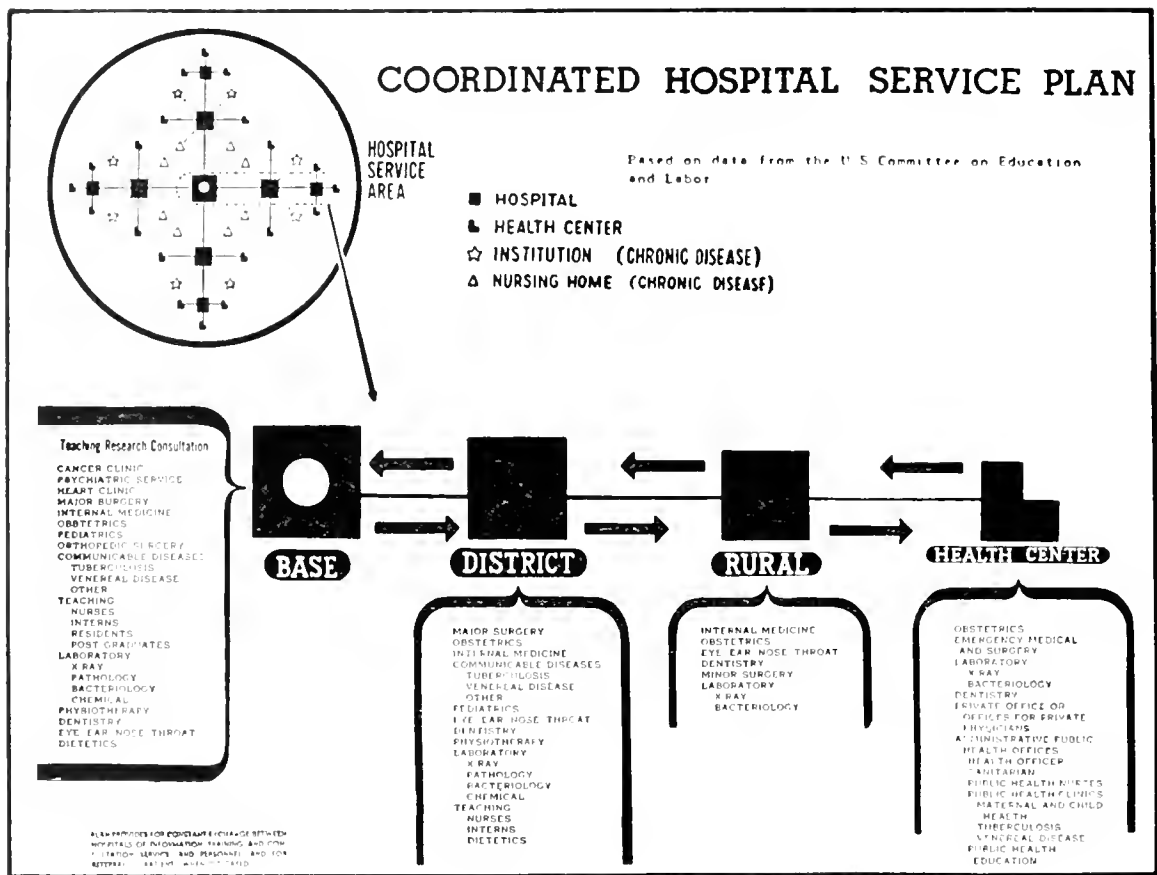 COORDINATED HOSPITAL SERVICE PLAN
HOSPITAL
SERVICE
AREA
Based on data from the U S Committee on Education
and Labor
HOSPITAL
HEALTH CENTER
INSTITUTION (CHRONIC DISEASE)
NURSING HOME (CHRONIC DISEASE)
Teaching Research Consultation
CANCER CLINIC
PSYCHIATRIC SERVICE
HEART CLINIC
MAJOR SURGERY
INTERNAL MEDICINE
OBSTETRICS
PEDIATRICS
ORTHOPEDIC SURGERY
COMMUNICABLE DISEASES
TUBERCULOSIS
VENEREAL DISEASE
OTHER
TEACHING
NURSES
INTERNS
RESIDENTS
POST GRADUATES
LABORATORY
X RAY
PATHOLOGY
BACTERIOLOGY
CHEMICAL
PHYSIOTHERAPY
DENTISTRY
EYE EAR NOSE THROAT
DIETETICS
BASE
DISTRICT
RURAL
HEALTH CENTER
MAJOR SURGERY
OBSTETRICS
INTERNAL MEDICINE
COMMUNICABLE DISEASES
TUBERCULOSIS
VENEREAL DISEASE
OTHER
PEDIATRICS
EYE EAR NOSE THROAT
DENTISTRY
PHYSIOTHERAPY
LABORATORY
X RAY
PATHOLOGY
BACTERIOLOGY
CHEMICAL
TEACHING
NURSES
INTERNS
DIETETICS
INTERNAL MEDICINE
OBSTETRICS
EYE EAR NOSE THROAT
DENTISTRY
MINOR SURGERY
LABORATORY
X RAY
BACTERIOLOGY
OBSTETRICS
EMERGENCY MEDICAL
AND SURGERY
LABORATORY
X RAY
BACTERIOLOGY
DENTISTRY
PRIVATE OFFICE OR
OFFICES FOR PRIVATE
PHYSICIANS
ADMINISTRATIVE PUBLIC
HEALTH OFFICES
HEALTH OFFICER
SANITARIAN
PUBLIC HEALTH NURSES
PUBLIC HEALTH CLINICS
MATERNAL AND CHILD
HEALTH
TUBERCULOSIS
VENEREAL DISEASE
PUBLIC HEALTH
EDUCATION
PLAN PROVIDES FOR CONSTANT EXCHANGE BETWEEN
HOSPITALS OF INFORMATION TRAINING AND CON-
SERVICE AND PERSONNEL AND FOR
PATIENT WHEN